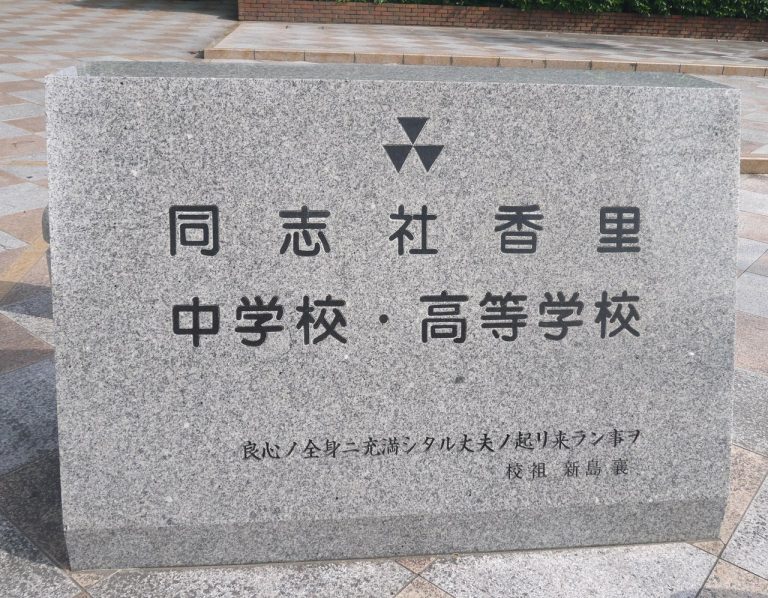 同志社香里
中学校・高等学校
良心ノ全身ニ充満シタル丈夫ノ起リ来ラン事ヲ
校祖 新島襄